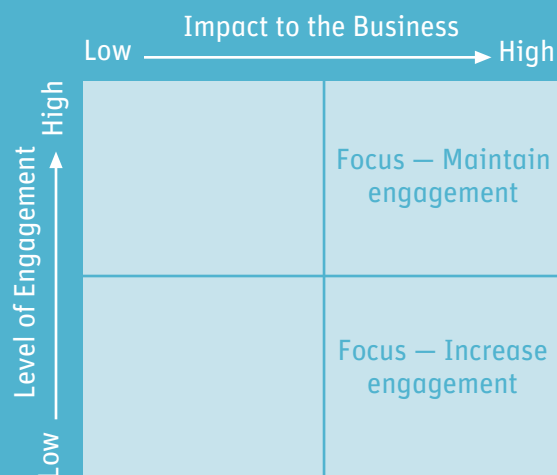 Impact to the Business
Low
High
High
Level of Engagement
Low
Focus — Maintain
engagement
Focus — Increase
engagement